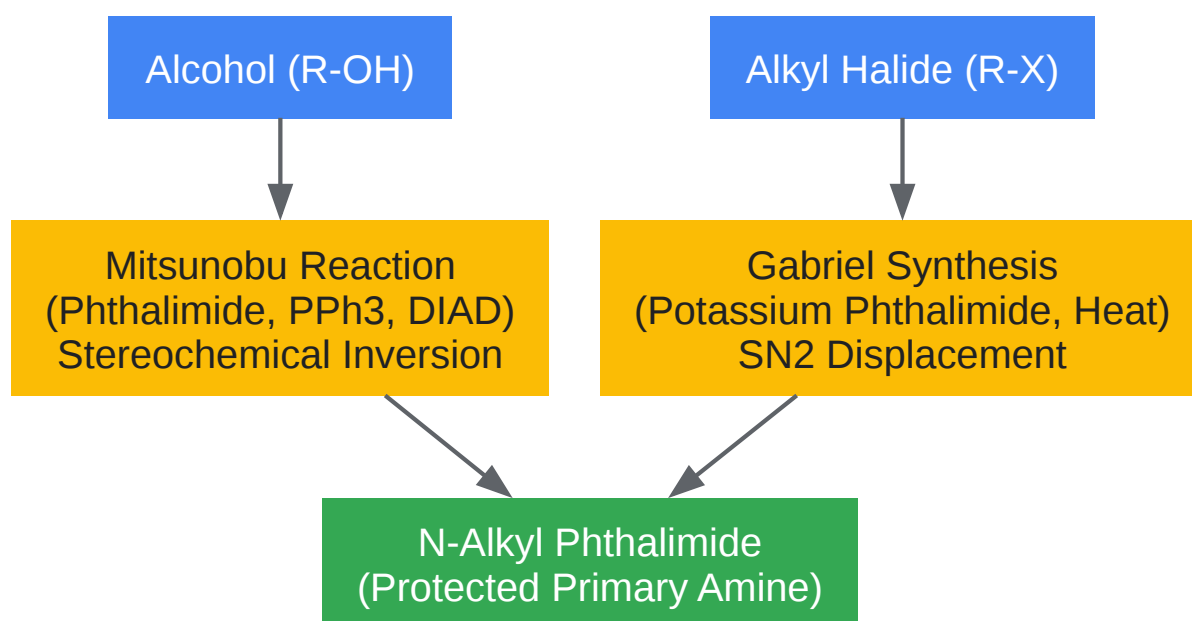 Alcohol (R-OH)
Alkyl Halide (R-X)
Mitsunobu Reaction
(Phthalimide, PPh3, DIAD)
Stereochemical Inversion
Gabriel Synthesis
(Potassium Phthalimide, Heat)
SN2 Displacement
N-Alkyl Phthalimide
(Protected Primary Amine)